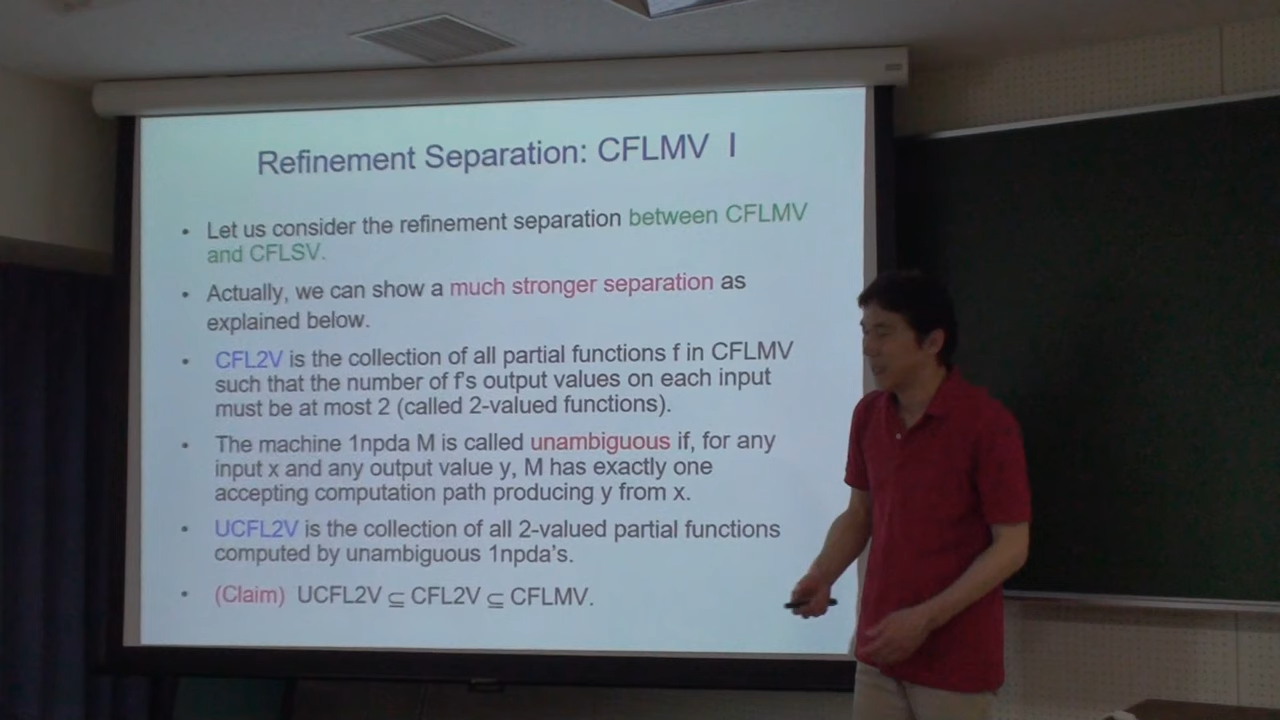 Refinement Separation: CFLMV I
• Let us consider the refinement separation between CFLMV
and CFLSV.
• Actually, we can show a much stronger separation as
explained below.
• CFL2V is the collection of all partial functions f in CFLMV
such that the number of f's output values on each input
must be at most 2 (called 2-valued functions).
• The machine 1npda M is called unambiguous if, for any
input x and any output value y, M has exactly one
accepting computation path producing y from x.
• UCFL2V is the collection of all 2-valued partial functions
computed by unambiguous 1npda's.
• (Claim) UCFL2V ⊆ CFL2V ⊆ CFLMV.